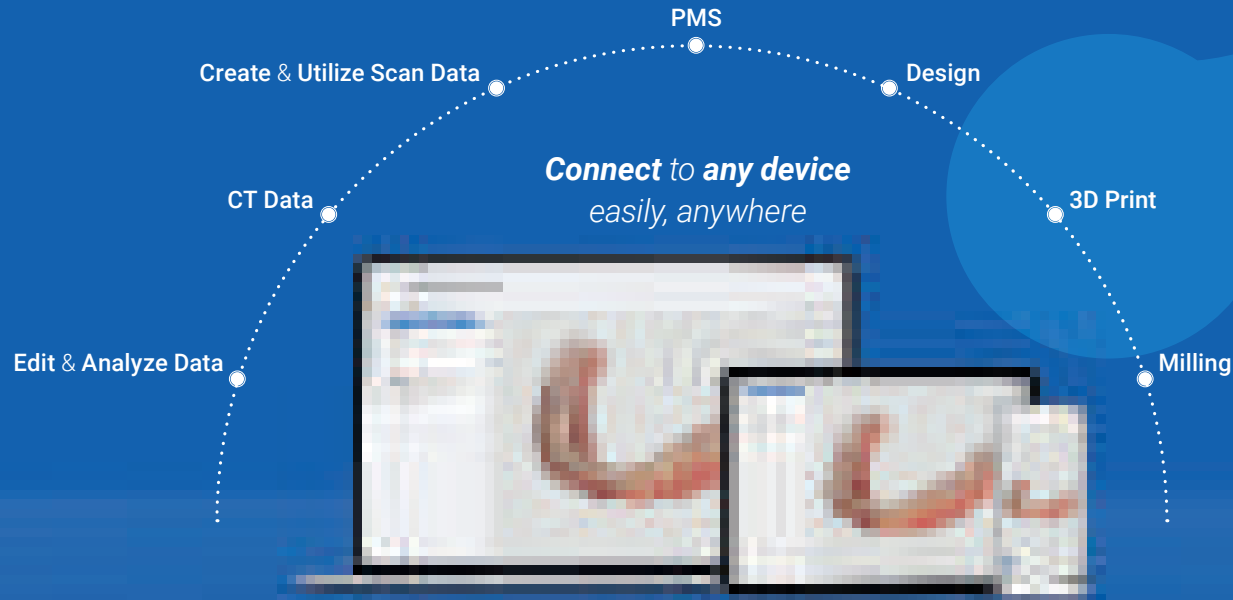 PMS
Create & Utilize Scan Data
Design
Connect to any device
easily, anywhere
CT Data
3D Print
Edit & Analyze Data
Milling